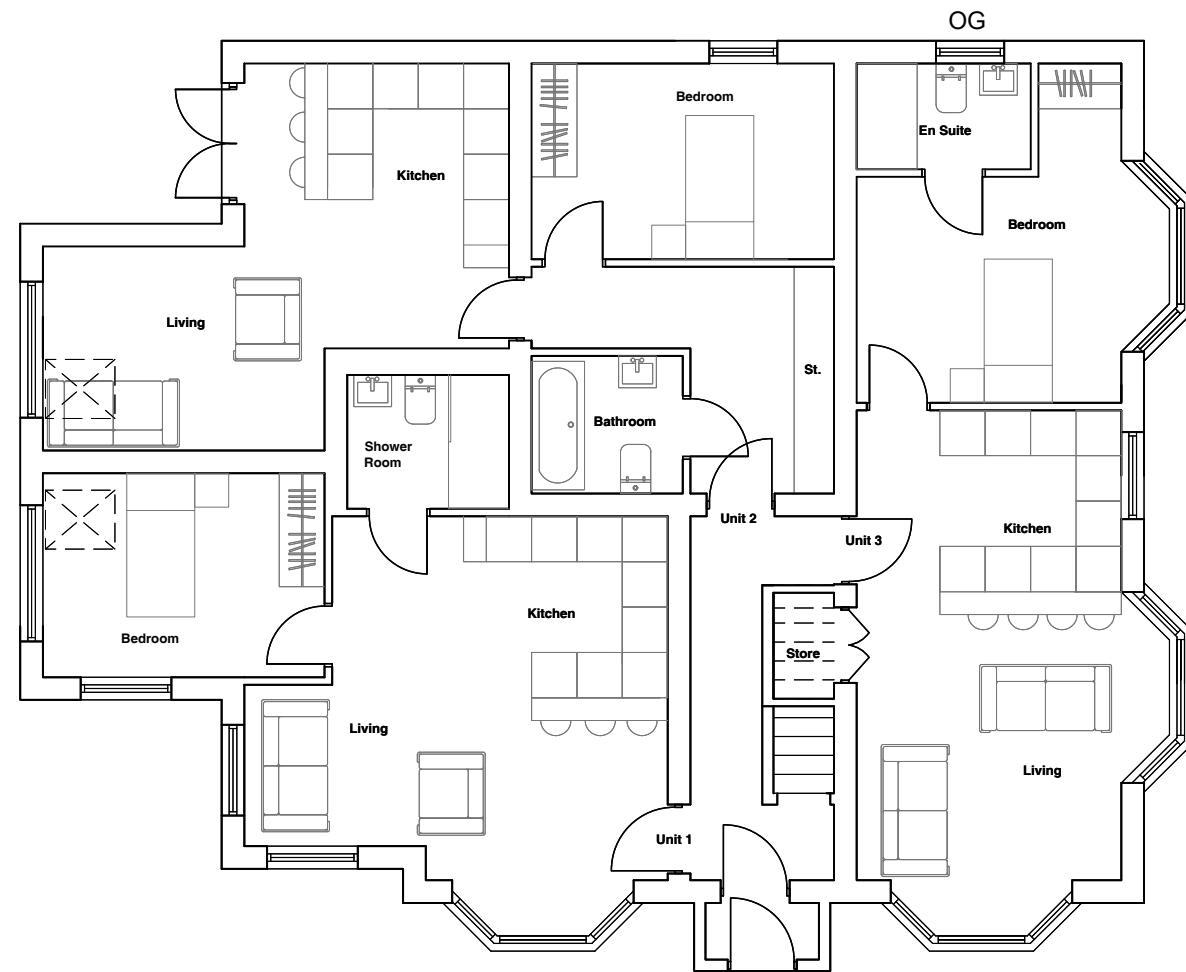 OG
Bedroom
En Suite
Kitchen
Bedroom
Living
St.
Bathroom
Shower
Room
Unit 2
Kitchen
Unit 3
Kitchen
Bedroom
Store
Living
Living
Unit 1